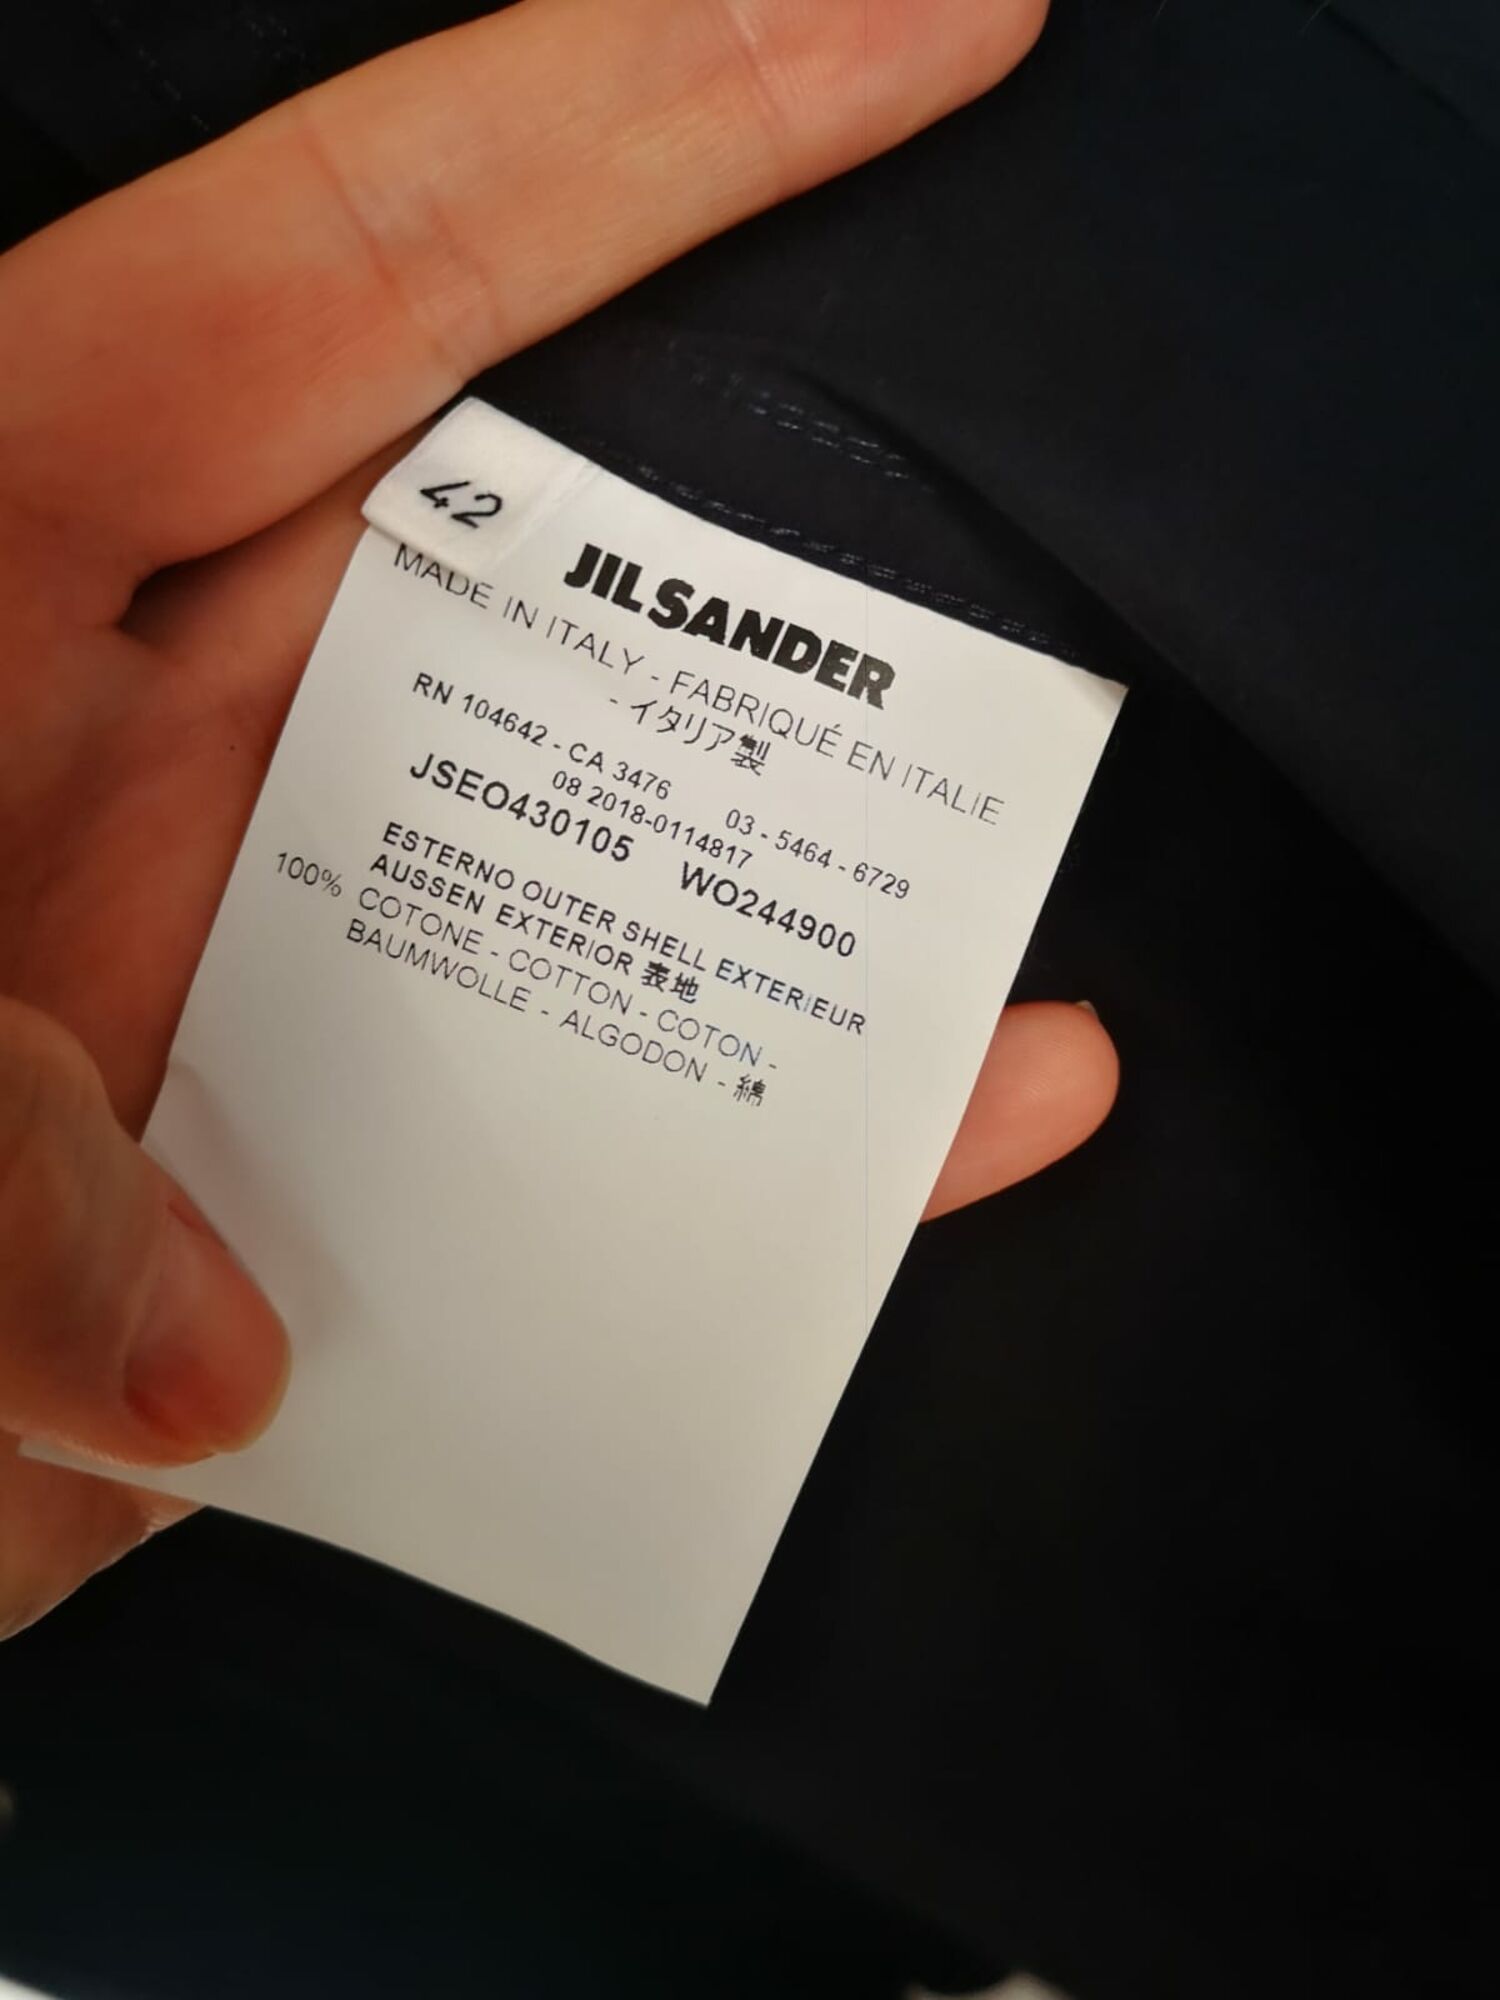 42
JIL SANDER
MADE IN ITALY - FABRIQUÉ EN ITALIE
- イタリア製
RN 104642 - CA 3476 03 - 5464 - 6729
08 2018-0114817
JSEO430105 WO244900
ESTERNO OUTER SHELL EXTERIEUR
AUSSEN EXTERIOR 表地
100% COTONE - COTTON - COTON -
BAUMWOLLE - ALGODON - 綿